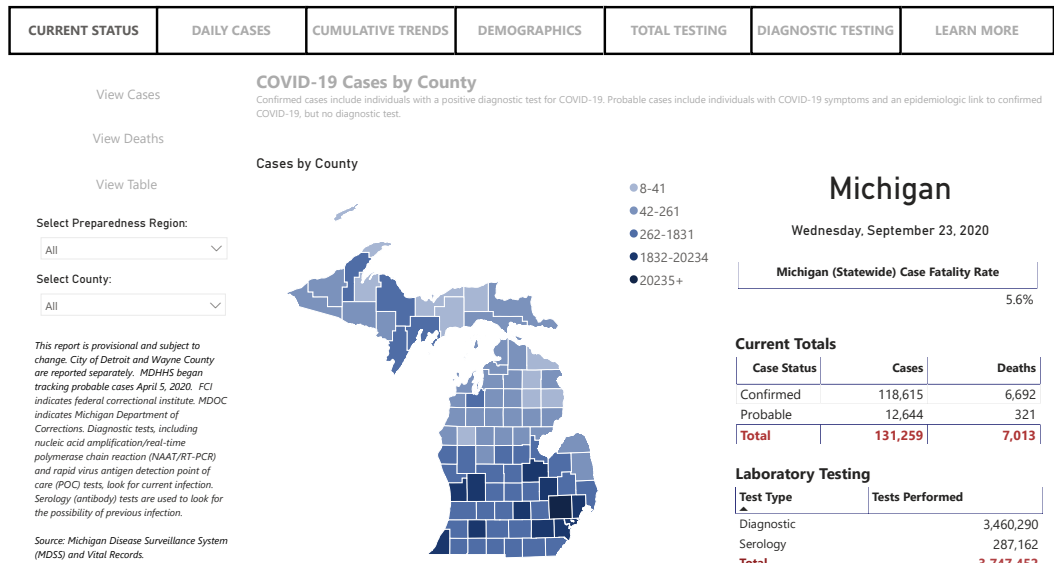 CURRENT STATUS
DAILY CASES
CUMULATIVE TRENDS
DEMOGRAPHICS
TOTAL TESTING
DIAGNOSTIC TESTING
LEARN MORE
View Cases
View Deaths
View Table
Select Preparedness Region:
All
Select County:
All
This report is provisional and subject to
change. City of Detroit and Wayne County
are reported separately.  MDHHS began
tracking probable cases April 5, 2020.  FCI
indicates federal correctional institute. MDOC
indicates Michigan Department of
Corrections. Diagnostic tests, including
nucleic acid amplification/real-time
polymerase chain reaction (NAAT/RT-PCR)
and rapid virus antigen detection point of
care (POC) tests, look for current infection.
Serology (antibody) tests are used to look for
the possibility of previous infection.
Source: Michigan Disease Surveillance System
(MDSS) and Vital Records.
COVID-19 Cases by County
Confirmed cases include individuals with a positive diagnostic test for COVID-19. Probable cases include individuals with COVID-19 symptoms and an epidemiologic link to confirmed
COVID-19, but no diagnostic test.
Cases by County
8-41
42-261
262-1831
1832-20234
20235+
Michigan
Wednesday, September 23, 2020
Michigan (Statewide) Case Fatality Rate
5.6%
Current Totals
Case Status Cases Deaths
Confirmed 118,615 6,692
Probable 12,644 321
Total 131,259 7,013
Laboratory Testing
Test Type Tests Performed
Diagnostic 3,460,290
Serology 287,162
Total 3,747,452